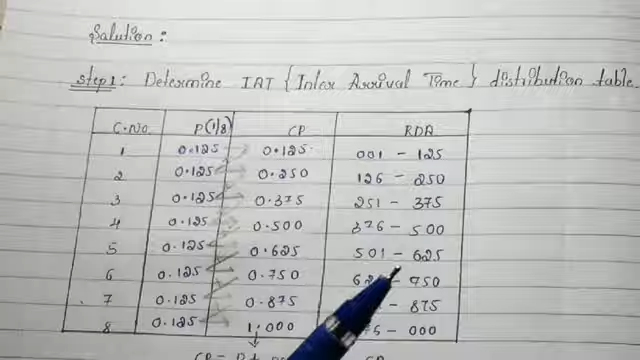 Solution:
Step1: Determine IAT {Inter Arrival Time} distribution table.
C.No. P(1/8) CP RDA
1 0.125 0.125 001 - 125
2 0.125 0.250 126 - 250
3 0.125 0.375 251 - 375
4 0.125 0.500 376 - 500
5 0.125 0.625 501 - 625
6 0.125 0.750 - 750
7 0.125 0.875 - 875
8 0.125 1.000 - 000
CP